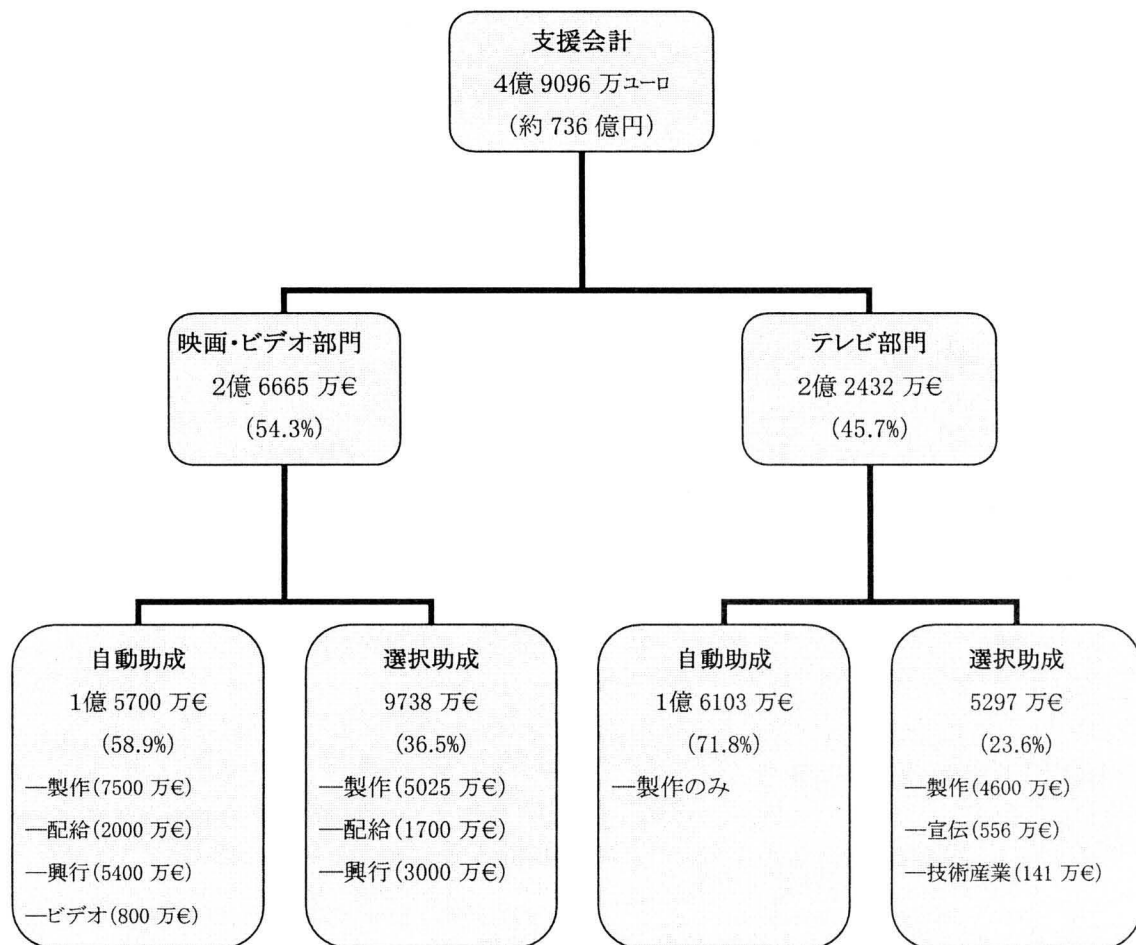 支援会計
4億 9096 万ユーロ
(約 736 億円)
映画・ビデオ部門
2億 6665 万€
(54.3%)
テレビ部門
2億 2432 万€
(45.7%)
自動助成
1億 5700 万€
(58.9%)
―製作(7500 万€)
―配給(2000 万€)
―興行(5400 万€)
―ビデオ(800 万€)
選択助成
9738 万€
(36.5%)
―製作(5025 万€)
―配給(1700 万€)
―興行(3000 万€)
自動助成
1億 6103 万€
(71.8%)
―製作のみ
選択助成
5297 万€
(23.6%)
―製作(4600 万€)
―宣伝(556 万€)
―技術産業(141 万€)